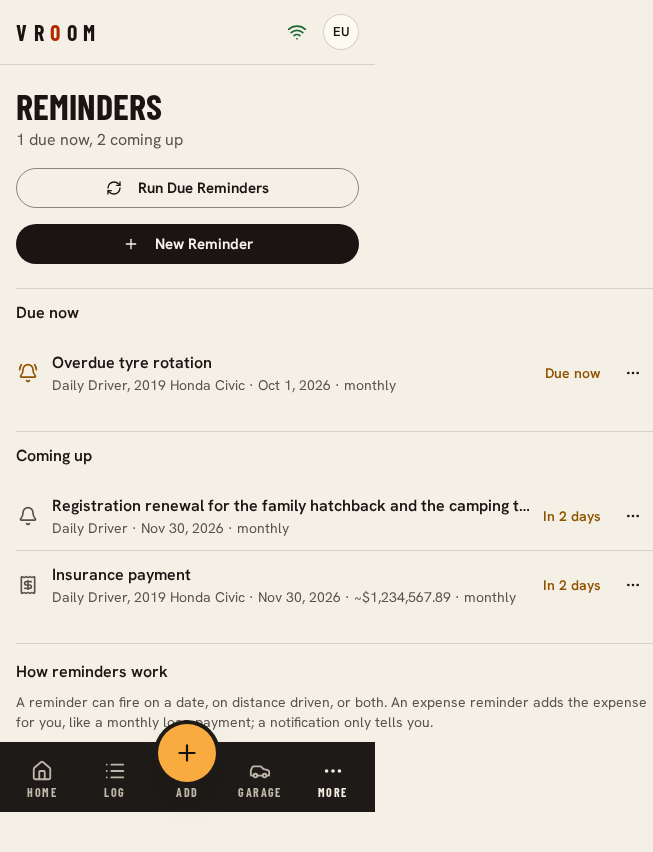 VROOM
EU
REMINDERS
1 due now, 2 coming up
Run Due Reminders
New Reminder
Due now
Overdue tyre rotation
Daily Driver, 2019 Honda Civic · Oct 1, 2026 · monthly
Due now
Coming up
Registration renewal for the family hatchback and the camping t...
Daily Driver · Nov 30, 2026 · monthly
In 2 days
Insurance payment
Daily Driver, 2019 Honda Civic · Nov 30, 2026 · ~$1,234,567.89 · monthly
In 2 days
How reminders work
A reminder can fire on a date, on distance driven, or both. An expense reminder adds the expense
for you, like a monthly payment; a notification only tells you.
HOME
LOG
ADD
GARAGE
MORE